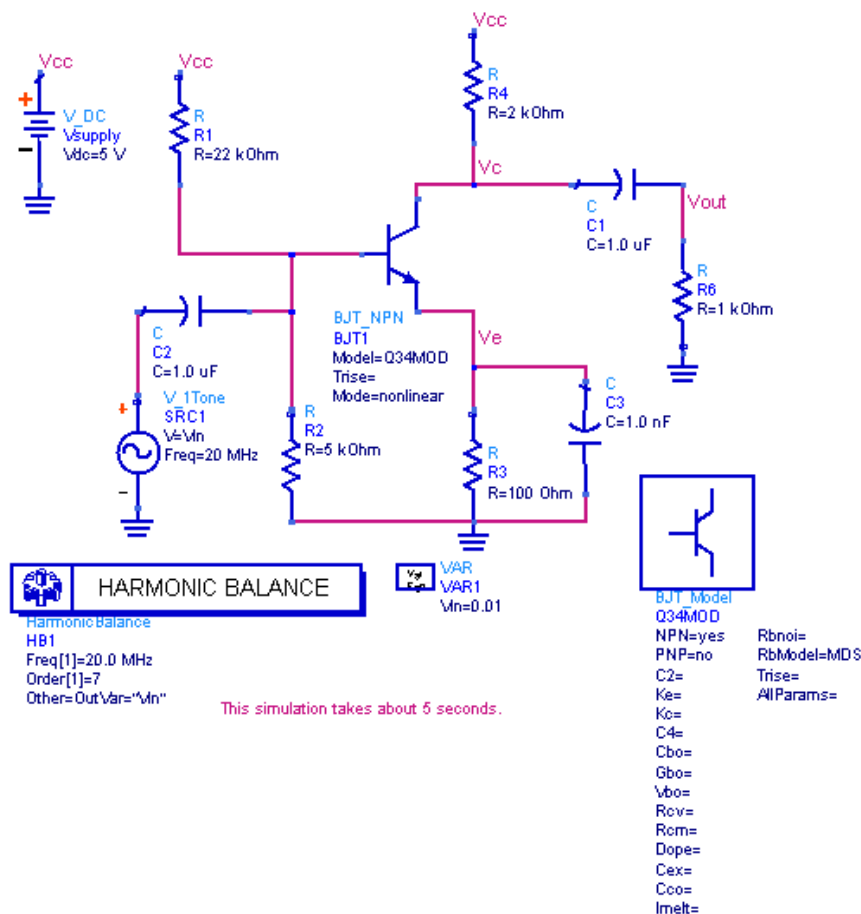 Vcc
Vcc
Vcc
+
-
V_DC
Vsupply
Vdc=5 V
R
R1
R=22 kOhm
R
R4
R=2 kOhm
Vc
C
C1
C=1.0 uF
Vout
R
R6
R=1 kOhm
C
C2
C=1.0 uF
BJT_NPN
BJT1
Model=Q34MOD
Trise=
Mode=nonlinear
Ve
C
C3
C=1.0 nF
+
-
V_1Tone
SRC1
V=Vin
Freq=20 MHz
R
R2
R=5 kOhm
R
R3
R=100 Ohm
HARMONIC BALANCE
HarmonicBalance
HB1
Freq[1]=20.0 MHz
Order[1]=7
Other=OutVar="Vin"
Var
Eqn
VAR
VAR1
Vin=0.01
This simulation takes about 5 seconds.
BJT_Model
Q34MOD
NPN=yes Rbnoi=
PNP=no RbModel=MDS
C2= Trise=
Ke= AllParams=
Kc=
C4=
Cbo=
Gbo=
Vbo=
Rcv=
Rcm=
Dope=
Cex=
Cco=
Imelt=